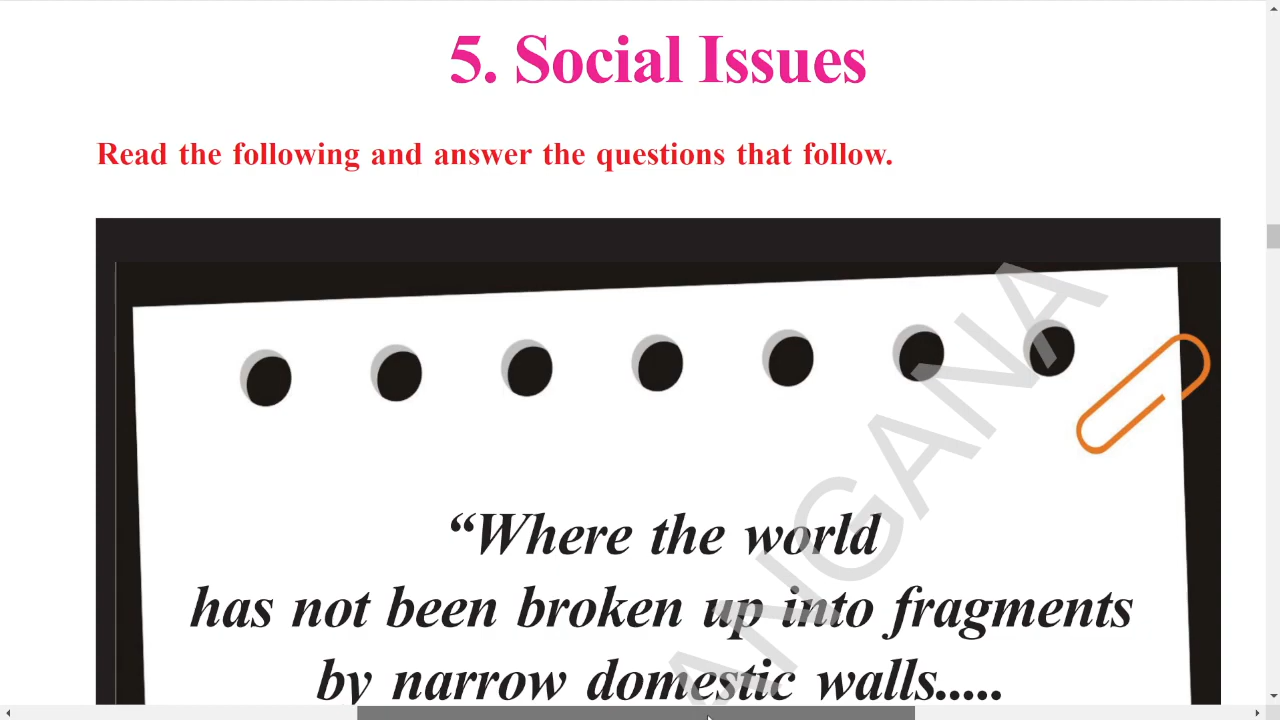 5. Social Issues
Read the following and answer the questions that follow.
“Where the world
has not been broken up into fragments
by narrow domestic walls.....
ANGANA